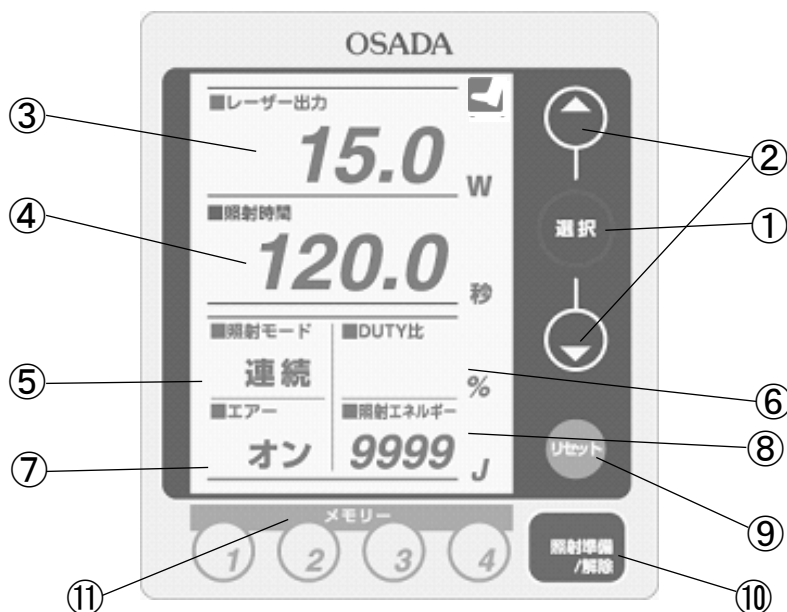 OSADA
■レーザー出力
③
15.0 W
②
■照射時間
④
120.0 秒
選択
①
■照射モード
■DUTY比
⑤
連続
%
⑥
■エアー
■照射エネルギー
⑦
オン
9999 J
⑧
リセット
⑨
メモリー
1 2 3 4
照射準備
/解除
⑪
⑩